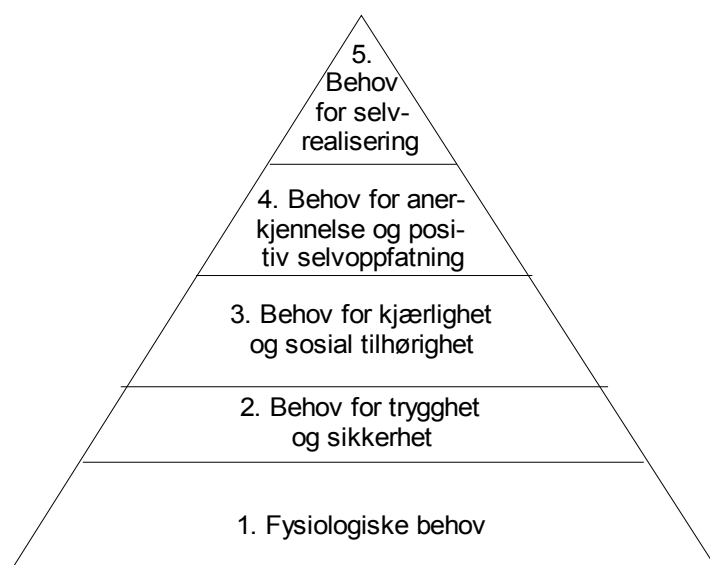 5.
Behov
for selv-
realisering
4. Behov for aner-
kjennelse og posi-
tiv selvoppfatning
3. Behov for kjærlighet
og sosial tilhørighet
2. Behov for trygghet
og sikkerhet
1. Fysiologiske behov